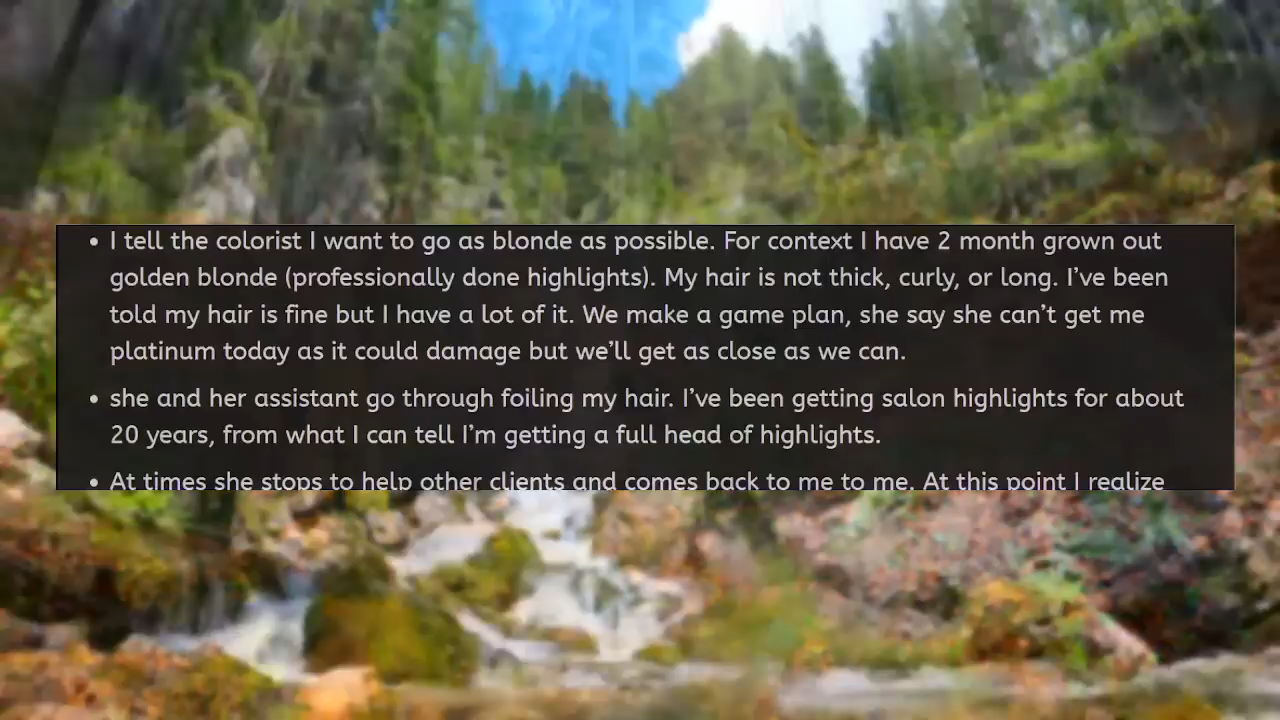 • I tell the colorist I want to go as blonde as possible. For context I have 2 month grown out
golden blonde (professionally done highlights). My hair is not thick, curly, or long. I’ve been
told my hair is fine but I have a lot of it. We make a game plan, she say she can’t get me
platinum today as it could damage but we’ll get as close as we can.
• she and her assistant go through foiling my hair. I’ve been getting salon highlights for about
20 years, from what I can tell I’m getting a full head of highlights.
• At times she stops to help other clients and comes back to me to me. At this point I realize